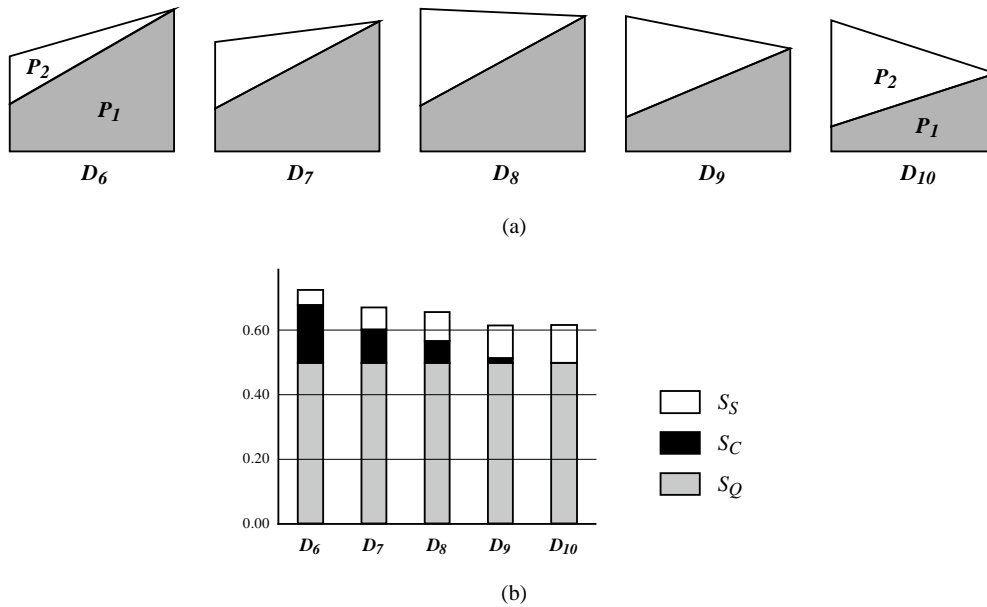 P2
P1
P2
P1
D6 D7 D8 D9 D10
(a)
0.60
0.40
0.20
0.00
SS
SC
SQ
D6 D7 D8 D9 D10
(b)